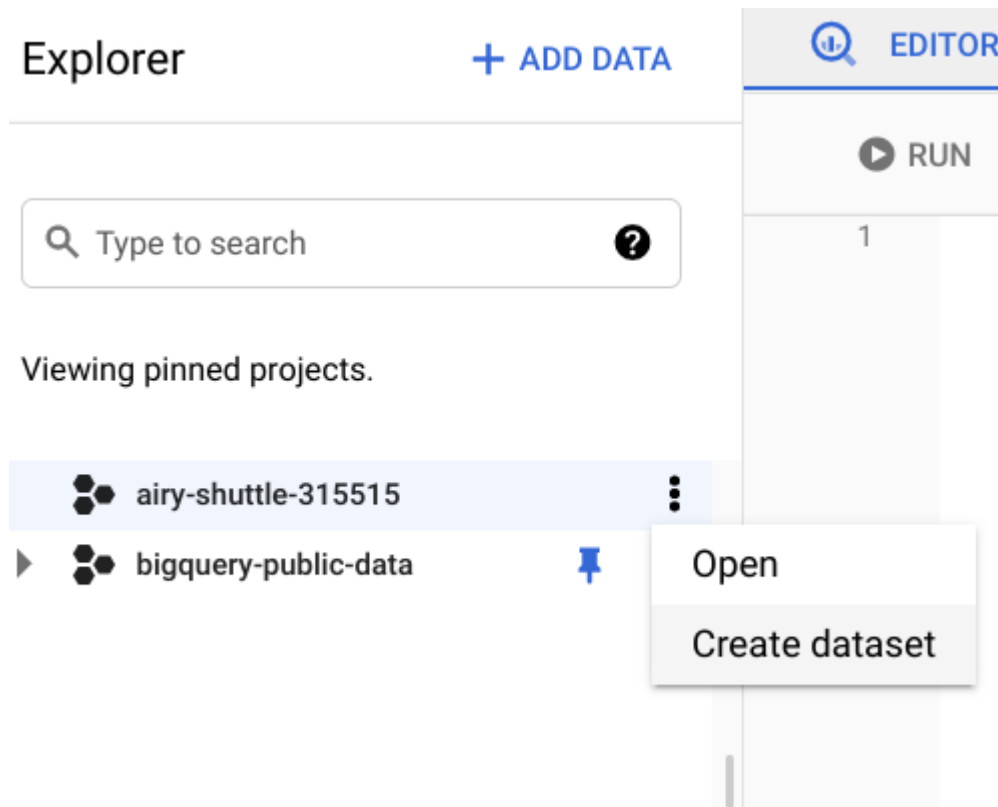 Explorer
+ ADD DATA
EDITOR
RUN
Type to search
1
Viewing pinned projects.
airy-shuttle-315515
bigquery-public-data
Open
Create dataset